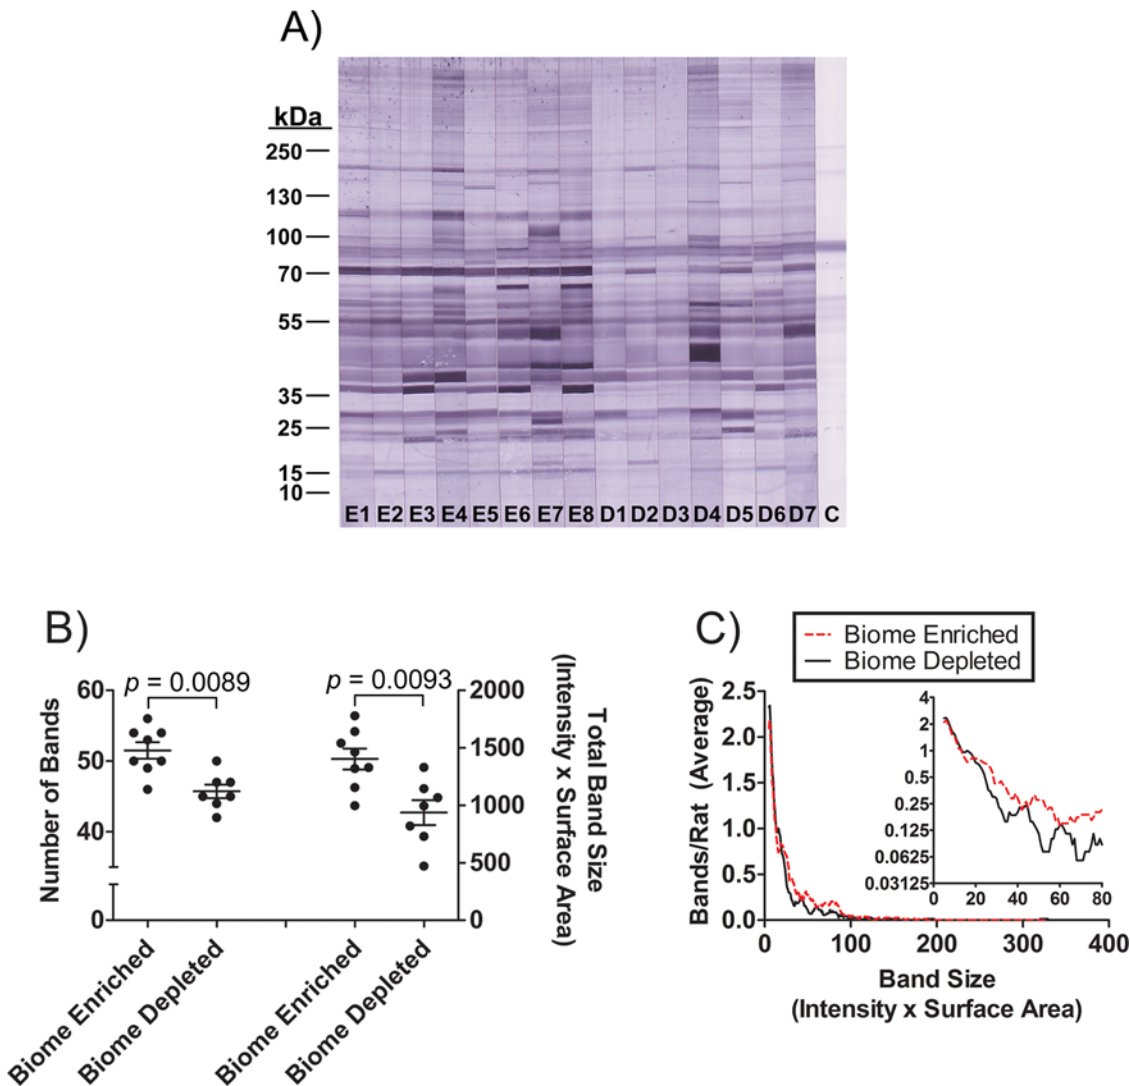 A)
kDa
250
130
100
70
55
35
25
15
10
E1 E2 E3 E4 E5 E6 E7 E8 D1 D2 D3 D4 D5 D6 D7 C
B)
p = 0.0089
p = 0.0093
Number of Bands
60
50
40
0
2000
1500
1000
500
0
Total Band Size
(Intensity x Surface Area)
Biome Enriched
Biome Depleted
Biome Enriched
Biome Depleted
C)
Biome Enriched
Biome Depleted
Bands/Rat (Average)
2.5
2.0
1.5
1.0
0.5
0.0
0 100 200 300 400
4
2
1
0.5
0.25
0.125
0.0625
0.03125
0 20 40 60 80
Band Size
(Intensity x Surface Area)